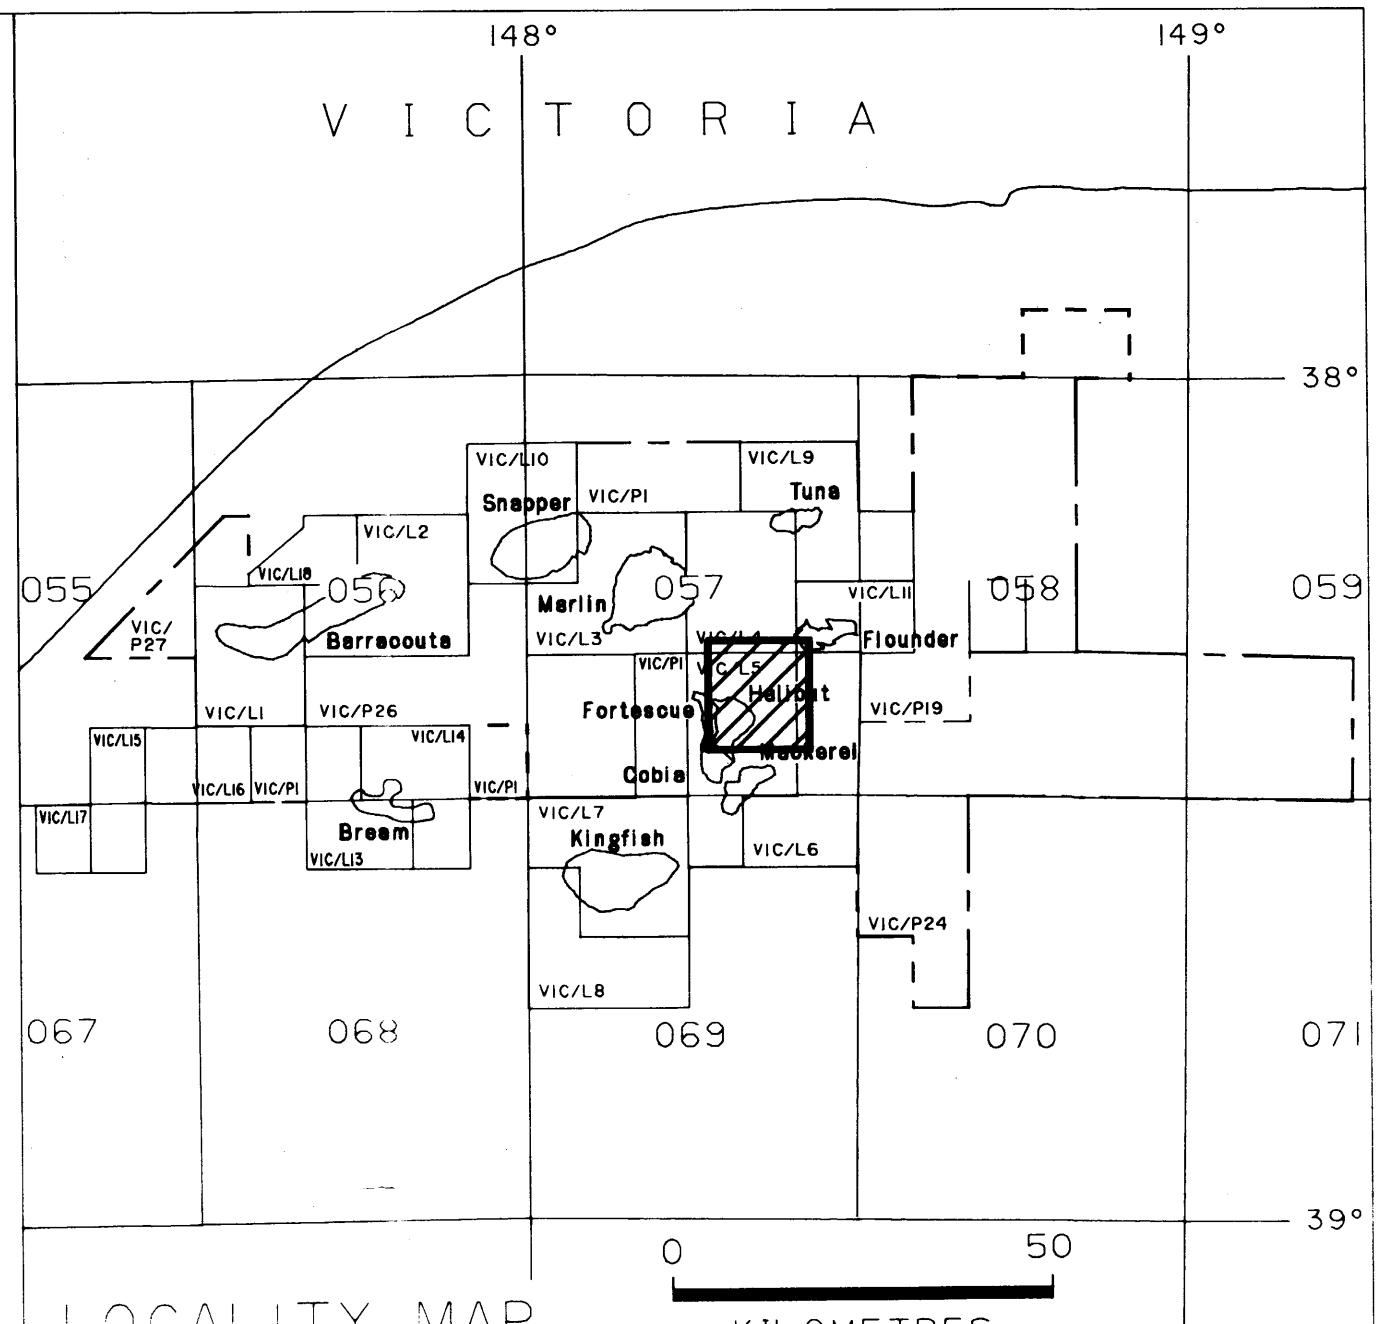 148° 149°
VICTORIA
38°
VIC/L10 VIC/L9
Snapper VIC/P1 Tuna
VIC/L2
VIC/L18
055 056 057 058 059
Marlin VIC/L11
VIC/
P27
Barracouta VIC/L3 VIC/L4 Flounder
VIC/P1 VIC/L5
Halibut
VIC/L1 VIC/P26 Fortescue VIC/P19
VIC/L15 VIC/L14
Mackerel
Cobia
VIC/L16 VIC/P1 VIC/P1
VIC/L17 VIC/L7
Bream Kingfish
VIC/L13 VIC/L6
VIC/P24
VIC/L8
067 068 069 070 071
39°
0 50
LOCALITY MAP KILOMETRES